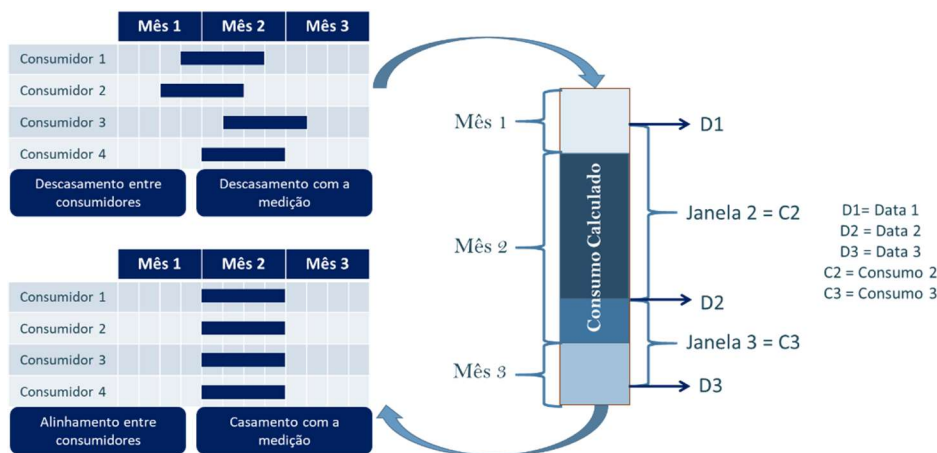 Mês 1 Mês 2 Mês 3
Consumidor 1
Consumidor 2
Consumidor 3
Consumidor 4
Descasamento entre
consumidores
Descasamento com a
medição
Mês 1 Mês 2 Mês 3
Consumidor 1
Consumidor 2
Consumidor 3
Consumidor 4
Alinhamento entre
consumidores
Casamento com a
medição
Mês 1
Mês 2
Mês 3
Consumo Calculado
D1
Janela 2 = C2
D2
Janela 3 = C3
D3
D1= Data 1
D2 = Data 2
D3 = Data 3
C2 = Consumo 2
C3 = Consumo 3